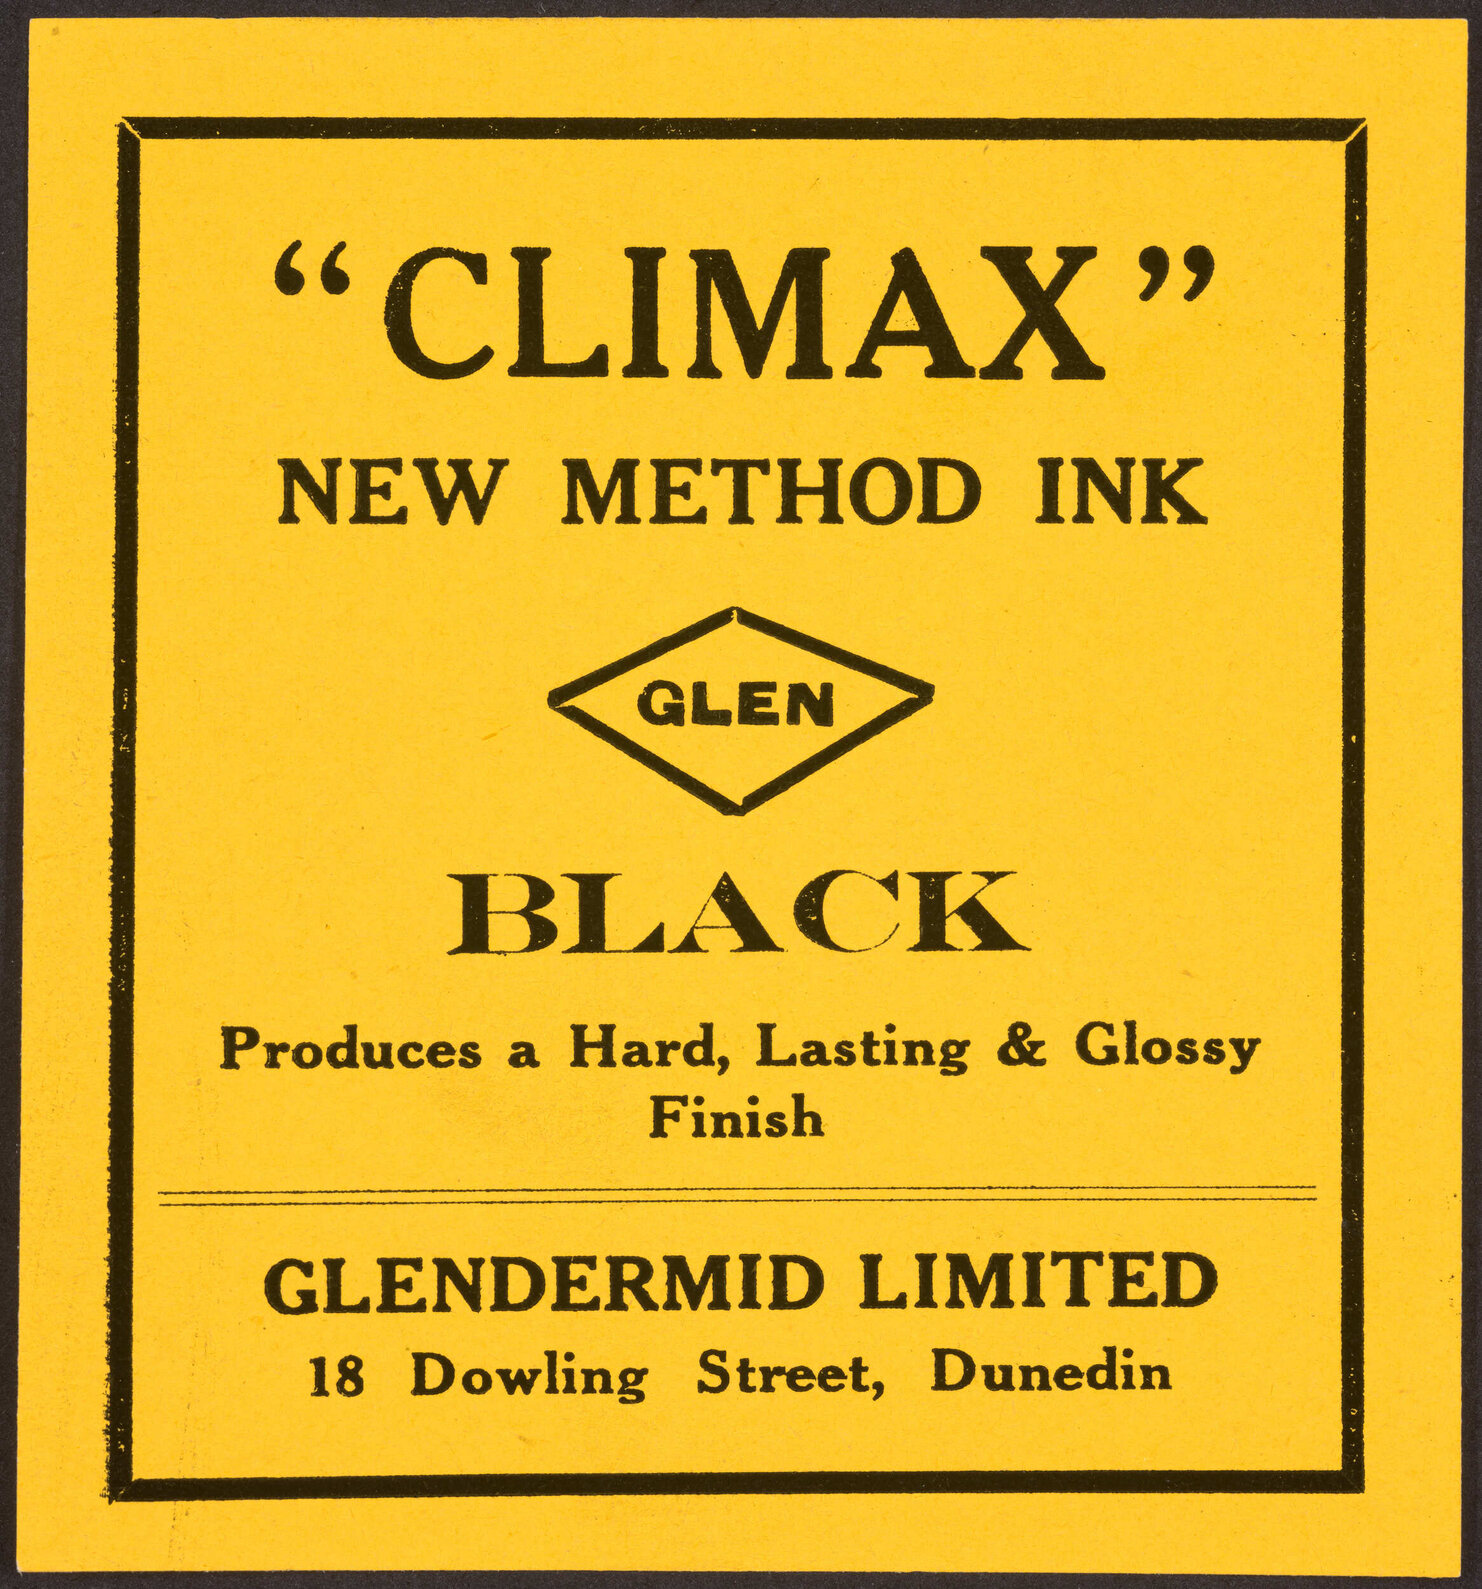 “CLIMAX”
NEW METHOD INK
GLEN
BLACK
Produces a Hard, Lasting & Glossy
Finish
GLENDERMID LIMITED
18 Dowling Street, Dunedin